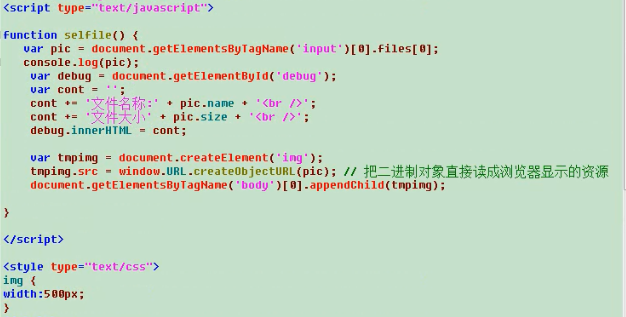 <script type="text/javascript">
function selfile() {
var pic = document.getElementsByTagName('input')[0].files[0];
console.log(pic);
var debug = document.getElementById('debug');
var cont = '';
cont += '文件名称:' + pic.name + '<br />';
cont += '文件大小' + pic.size + '<br />';
debug.innerHTML = cont;
var tmpimg = document.createElement('img');
tmpimg.src = window.URL.createObjectURL(pic); // 把二进制对象直接读成浏览器显示的资源
document.getElementsByTagName('body')[0].appendChild(tmpimg);
}
</script>
<style type="text/css">
img {
width:500px;
}